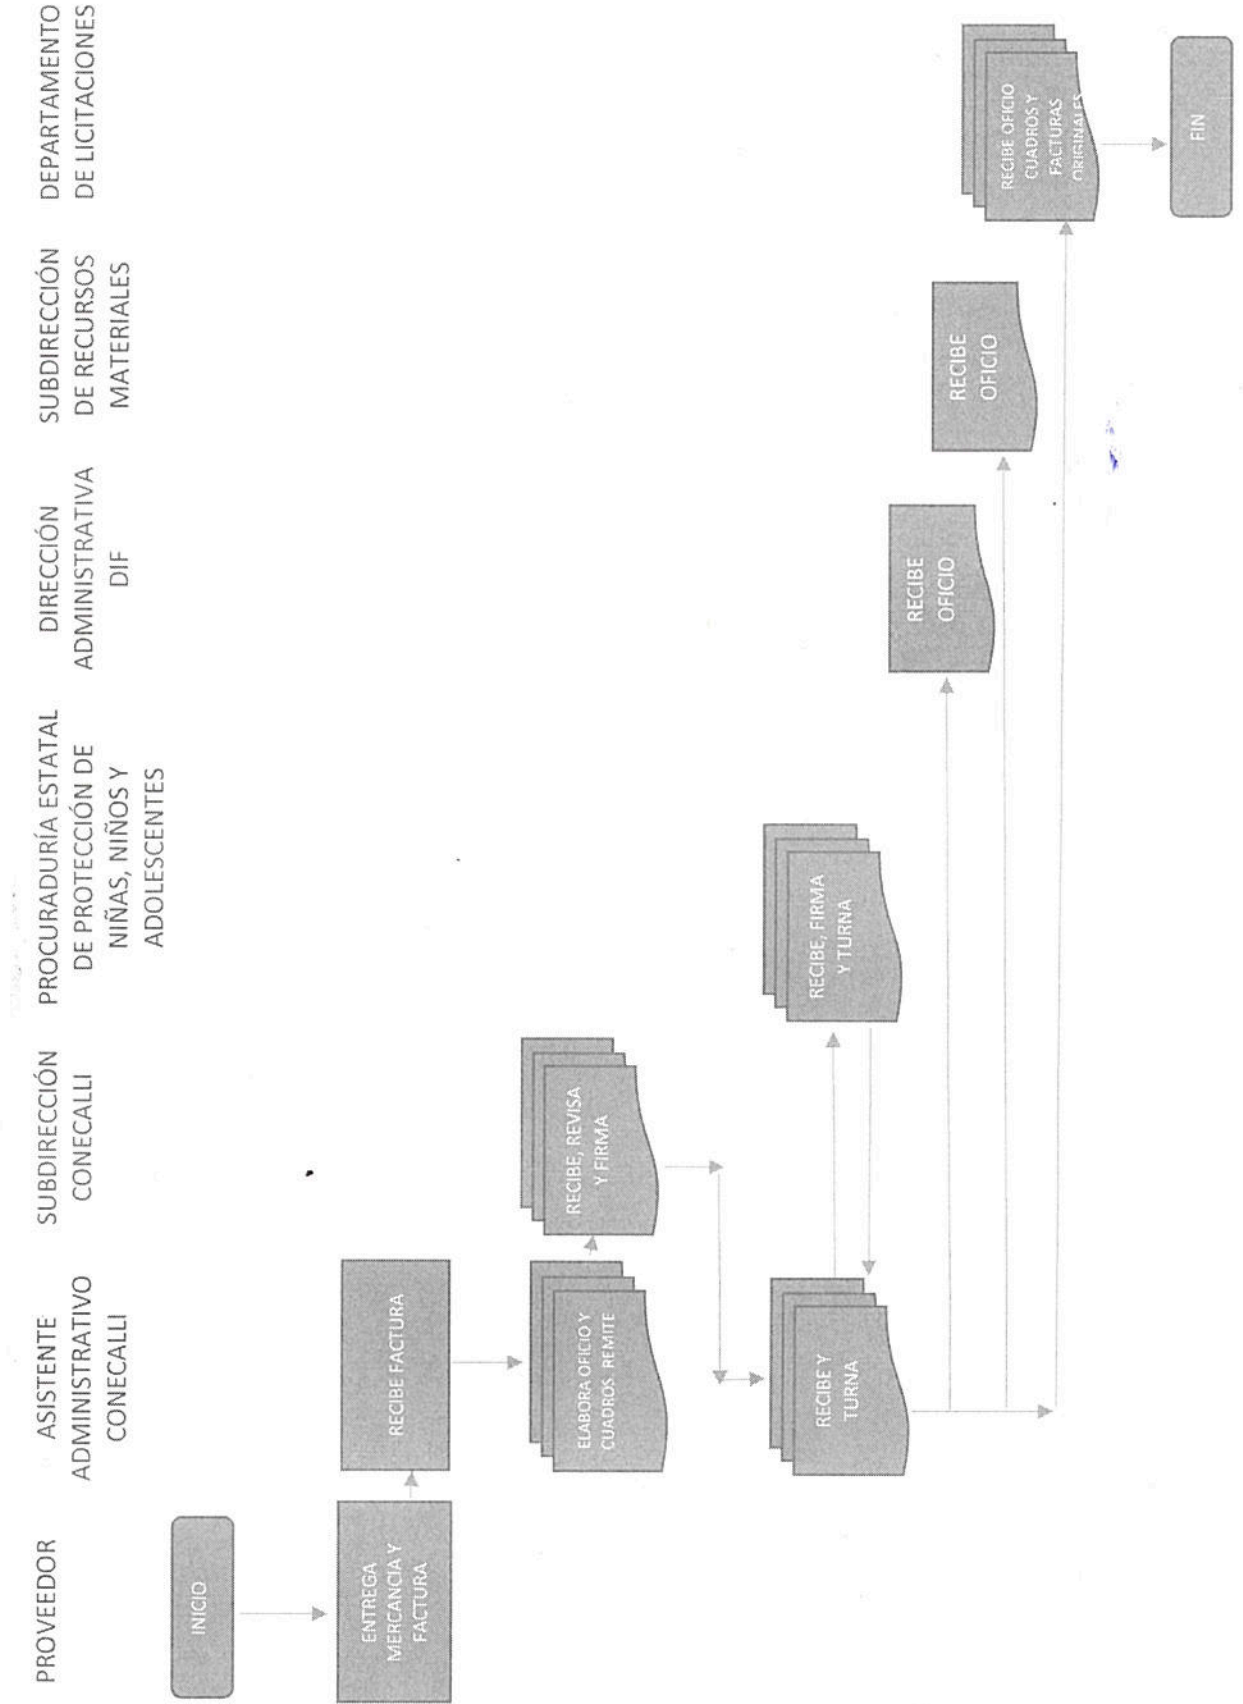 PROVEEDOR
ASISTENTE
ADMINISTRATIVO
CONECALLI
SUBDIRECCIÓN
CONECALLI
PROCURADURÍA ESTATAL
DE PROTECCIÓN DE
NIÑAS, NIÑOS Y
ADOLESCENTES
DIRECCIÓN
ADMINISTRATIVA
DIF
SUBDIRECCIÓN
DE RECURSOS
MATERIALES
DEPARTAMENTO
DE LICITACIONES
INICIO
ENTREGA
MERCANCIA Y
FACTURA
RECIBE FACTURA
ELABORA OFICIO Y
CUADROS REMITE
RECIBE, REVISA
Y FIRMA
RECIBE Y
TURNA
RECIBE, FIRMA
Y TURNA
RECIBE
OFICIO
RECIBE
OFICIO
RECIBE OFICIO
CUADROS Y
FACTURAS
ORIGINALES
FIN